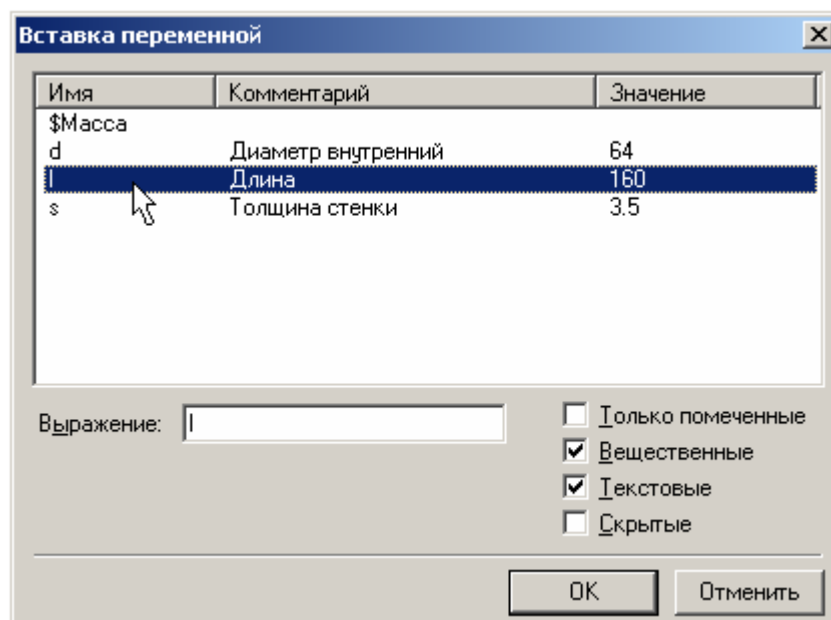 Вставка переменной
Имя Комментарий Значение
$Масса
d Диаметр внутренний 64
l Длина 160
s Толщина стенки 3.5
Выражение: l
Только помеченные
Вещественные
Текстовые
Скрытые
OK Отменить